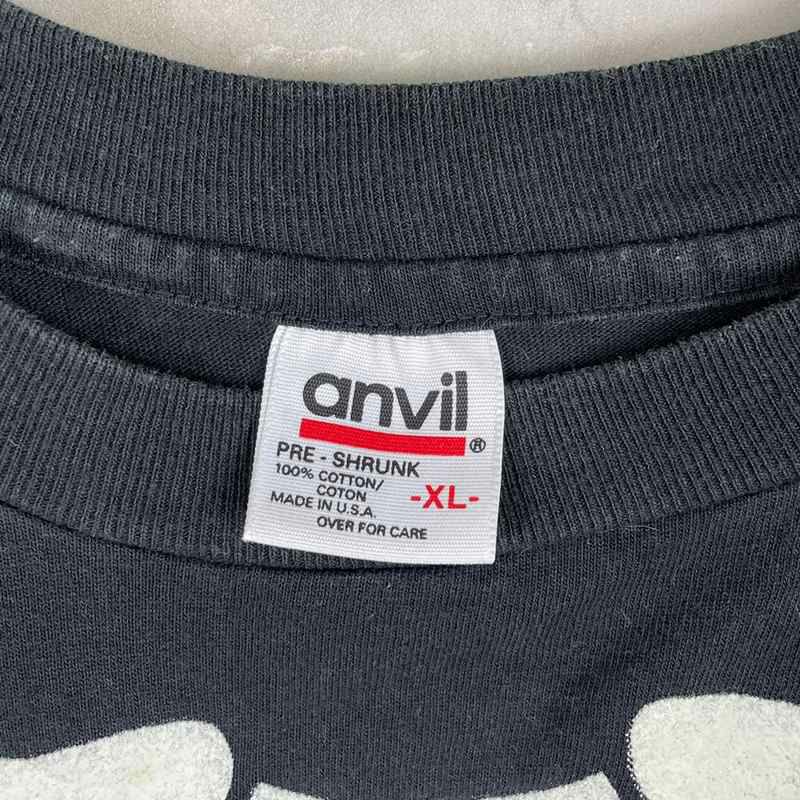 anvil
®
PRE - SHRUNK
100% COTTON/
COTON
-XL-
MADE IN U.S.A.
OVER FOR CARE